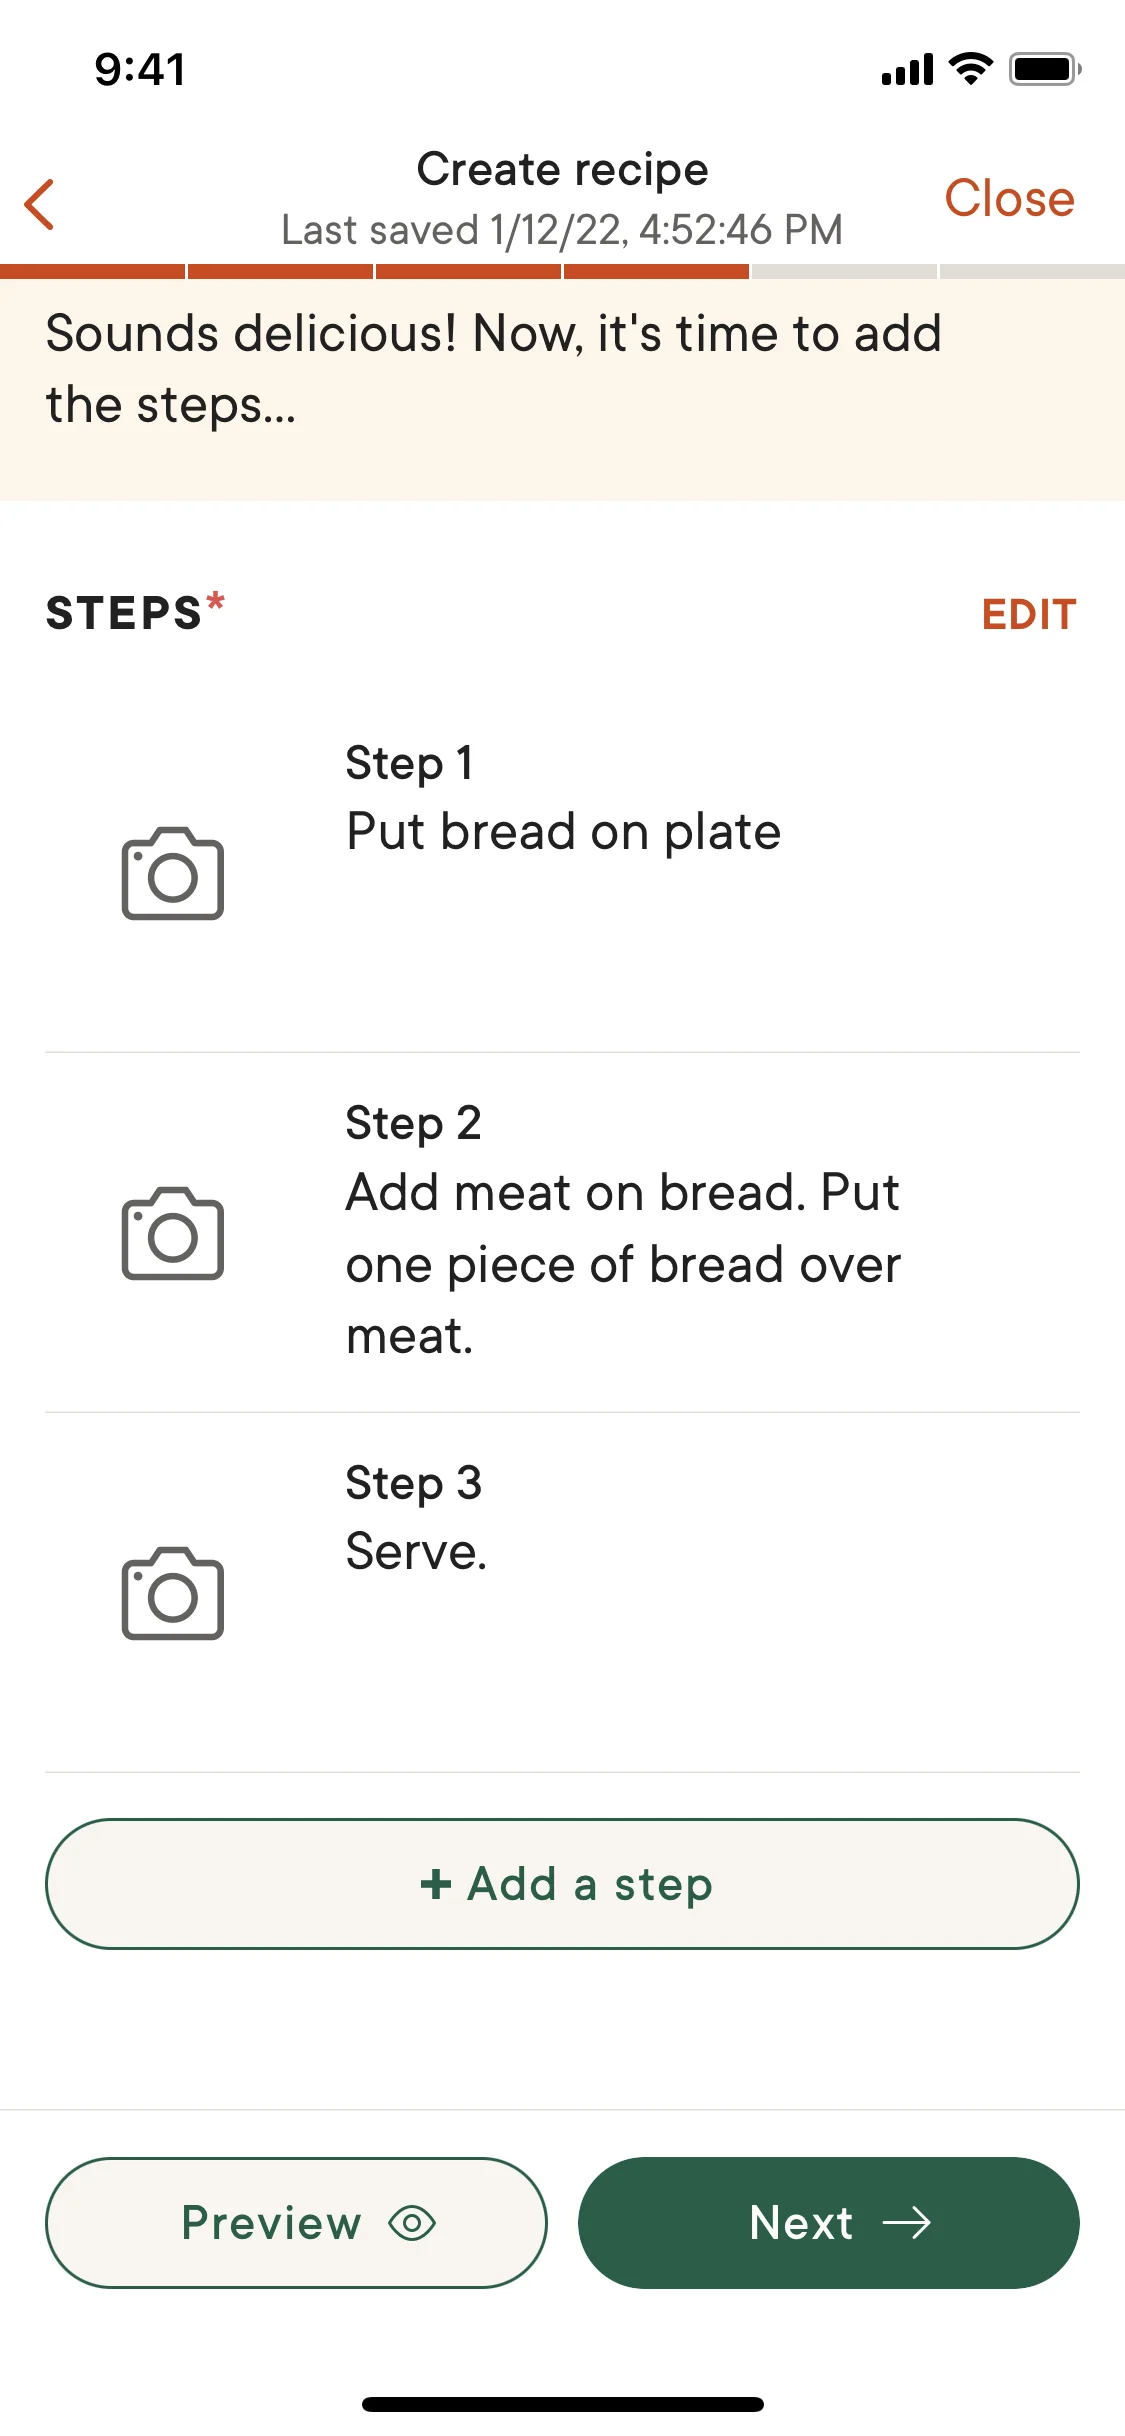 9:41
Create recipe
Close
Last saved 1/12/22, 4:52:46 PM
Sounds delicious! Now, it's time to add
the steps...
STEPS*
EDIT
Step 1
Put bread on plate
Step 2
Add meat on bread. Put
one piece of bread over
meat.
Step 3
Serve.
+ Add a step
Preview
Next →